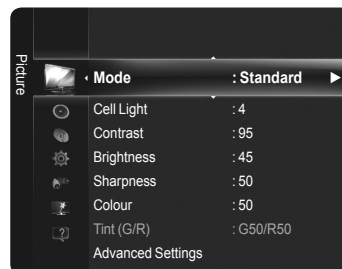 Picture
Mode : Standard
Cell Light : 4
Contrast : 95
Brightness : 45
Sharpness : 50
Colour : 50
Tint (G/R) : G50/R50
Advanced Settings